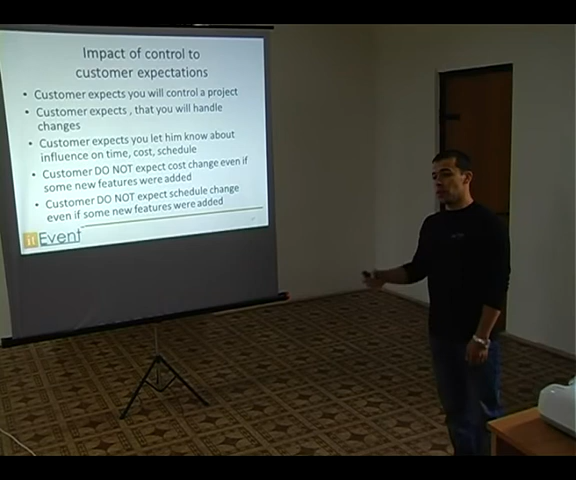 Impact of control to
customer expectations
• Customer expects you will control a project
• Customer expects , that you will handle
changes
• Customer expects you let him know about
influence on time, cost, schedule
• Customer DO NOT expect cost change even if
some new features were added
• Customer DO NOT expect schedule change
even if some new features were added
it Event